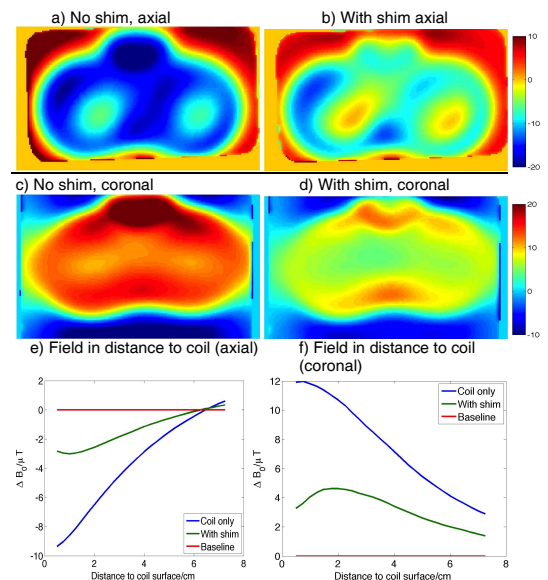 a) No shim, axial
b) With shim axial
10
0
-10
-20
c) No shim, coronal
d) With shim, coronal
20
10
0
-10
e) Field in distance to coil (axial)
f) Field in distance to coil
(coronal)
2
0
-2
-4
-6
-8
-10
Δ B₀/μ T
0 2 4 6 8
Distance to coil surface/cm
Coil only
With shim
Baseline
12
10
8
6
4
2
0
Δ B₀/μ T
0 2 4 6 8
Distance to coil surface/cm
Coil only
With shim
Baseline